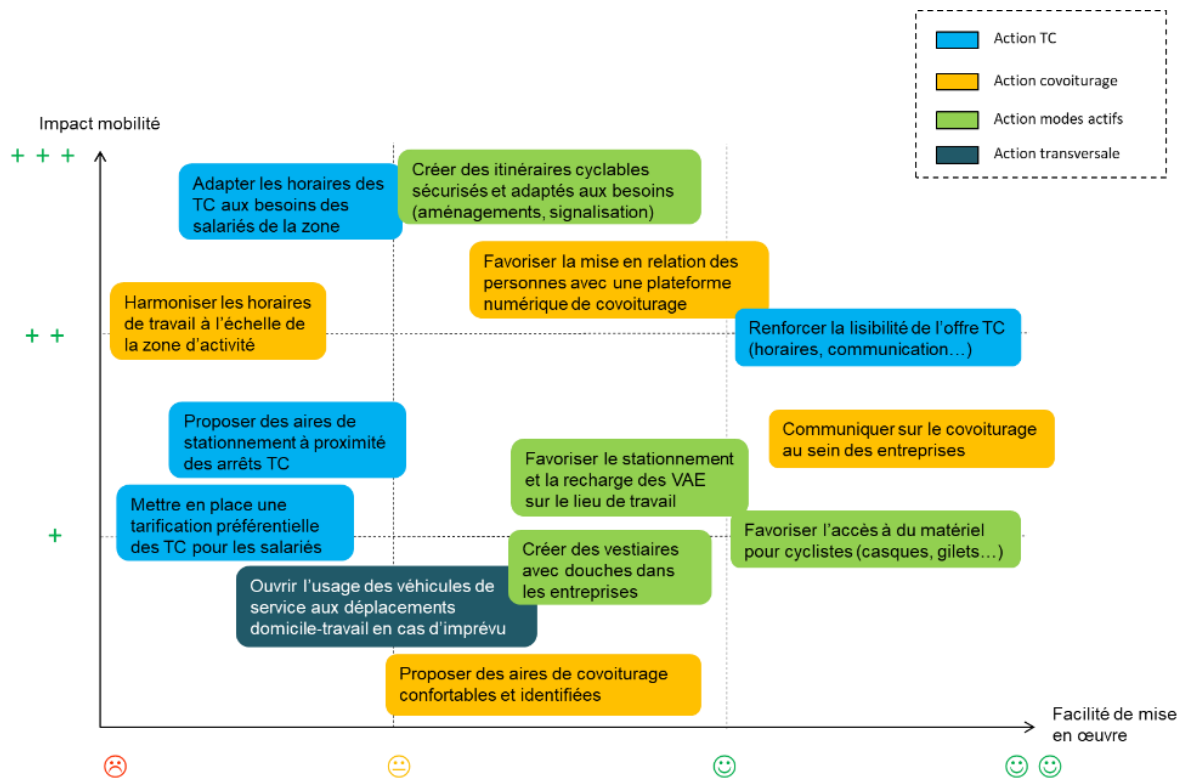 Action TC
Action covoiturage
Action modes actifs
Action transversale
Impact mobilité
+ + +
Adapter les horaires des
TC aux besoins des
salariés de la zone
Créer des itinéraires cyclables
sécurisés et adaptés aux besoins
(aménagements, signalisation)
Favoriser la mise en relation des
personnes avec une plateforme
numérique de covoiturage
Harmoniser les horaires
de travail à l’échelle de
la zone d’activité
+ +
Renforcer la lisibilité de l’offre TC
(horaires, communication…)
Proposer des aires de
stationnement à proximité
des arrêts TC
Communiquer sur le covoiturage
au sein des entreprises
Favoriser le stationnement
et la recharge des VAE
sur le lieu de travail
Mettre en place une
tarification préférentielle
des TC pour les salariés
+
Favoriser l’accès à du matériel
pour cyclistes (casques, gilets…)
Créer des vestiaires
avec douches dans
les entreprises
Ouvrir l’usage des véhicules de
service aux déplacements
domicile-travail en cas d’imprévu
Proposer des aires de covoiturage
confortables et identifiées
Facilité de mise
en œuvre